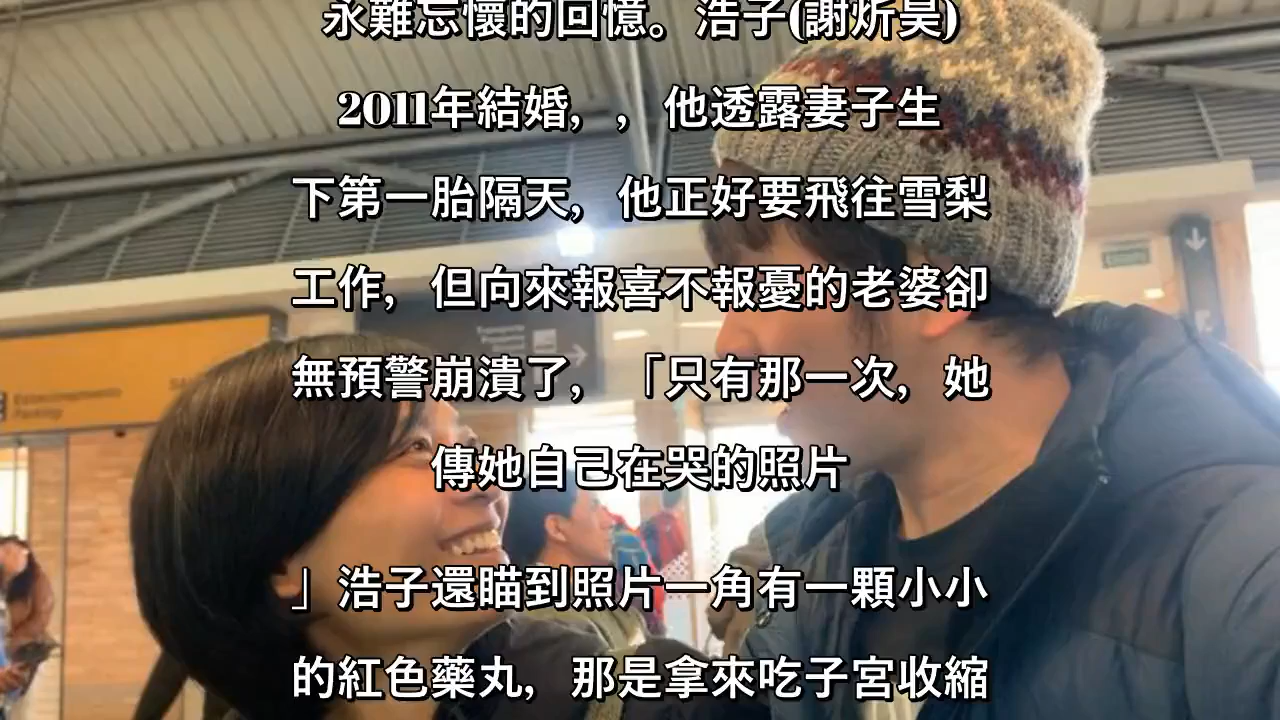 永難忘懷的回憶。浩子(謝炘昊)
2011年結婚，，他透露妻子生
下第一胎隔天，他正好要飛往雪梨
工作，但向來報喜不報憂的老婆卻
無預警崩潰了，「只有那一次，她
傳她自己在哭的照片
」浩子還瞄到照片一角有一顆小小
的紅色藥丸，那是拿來吃子宮收縮